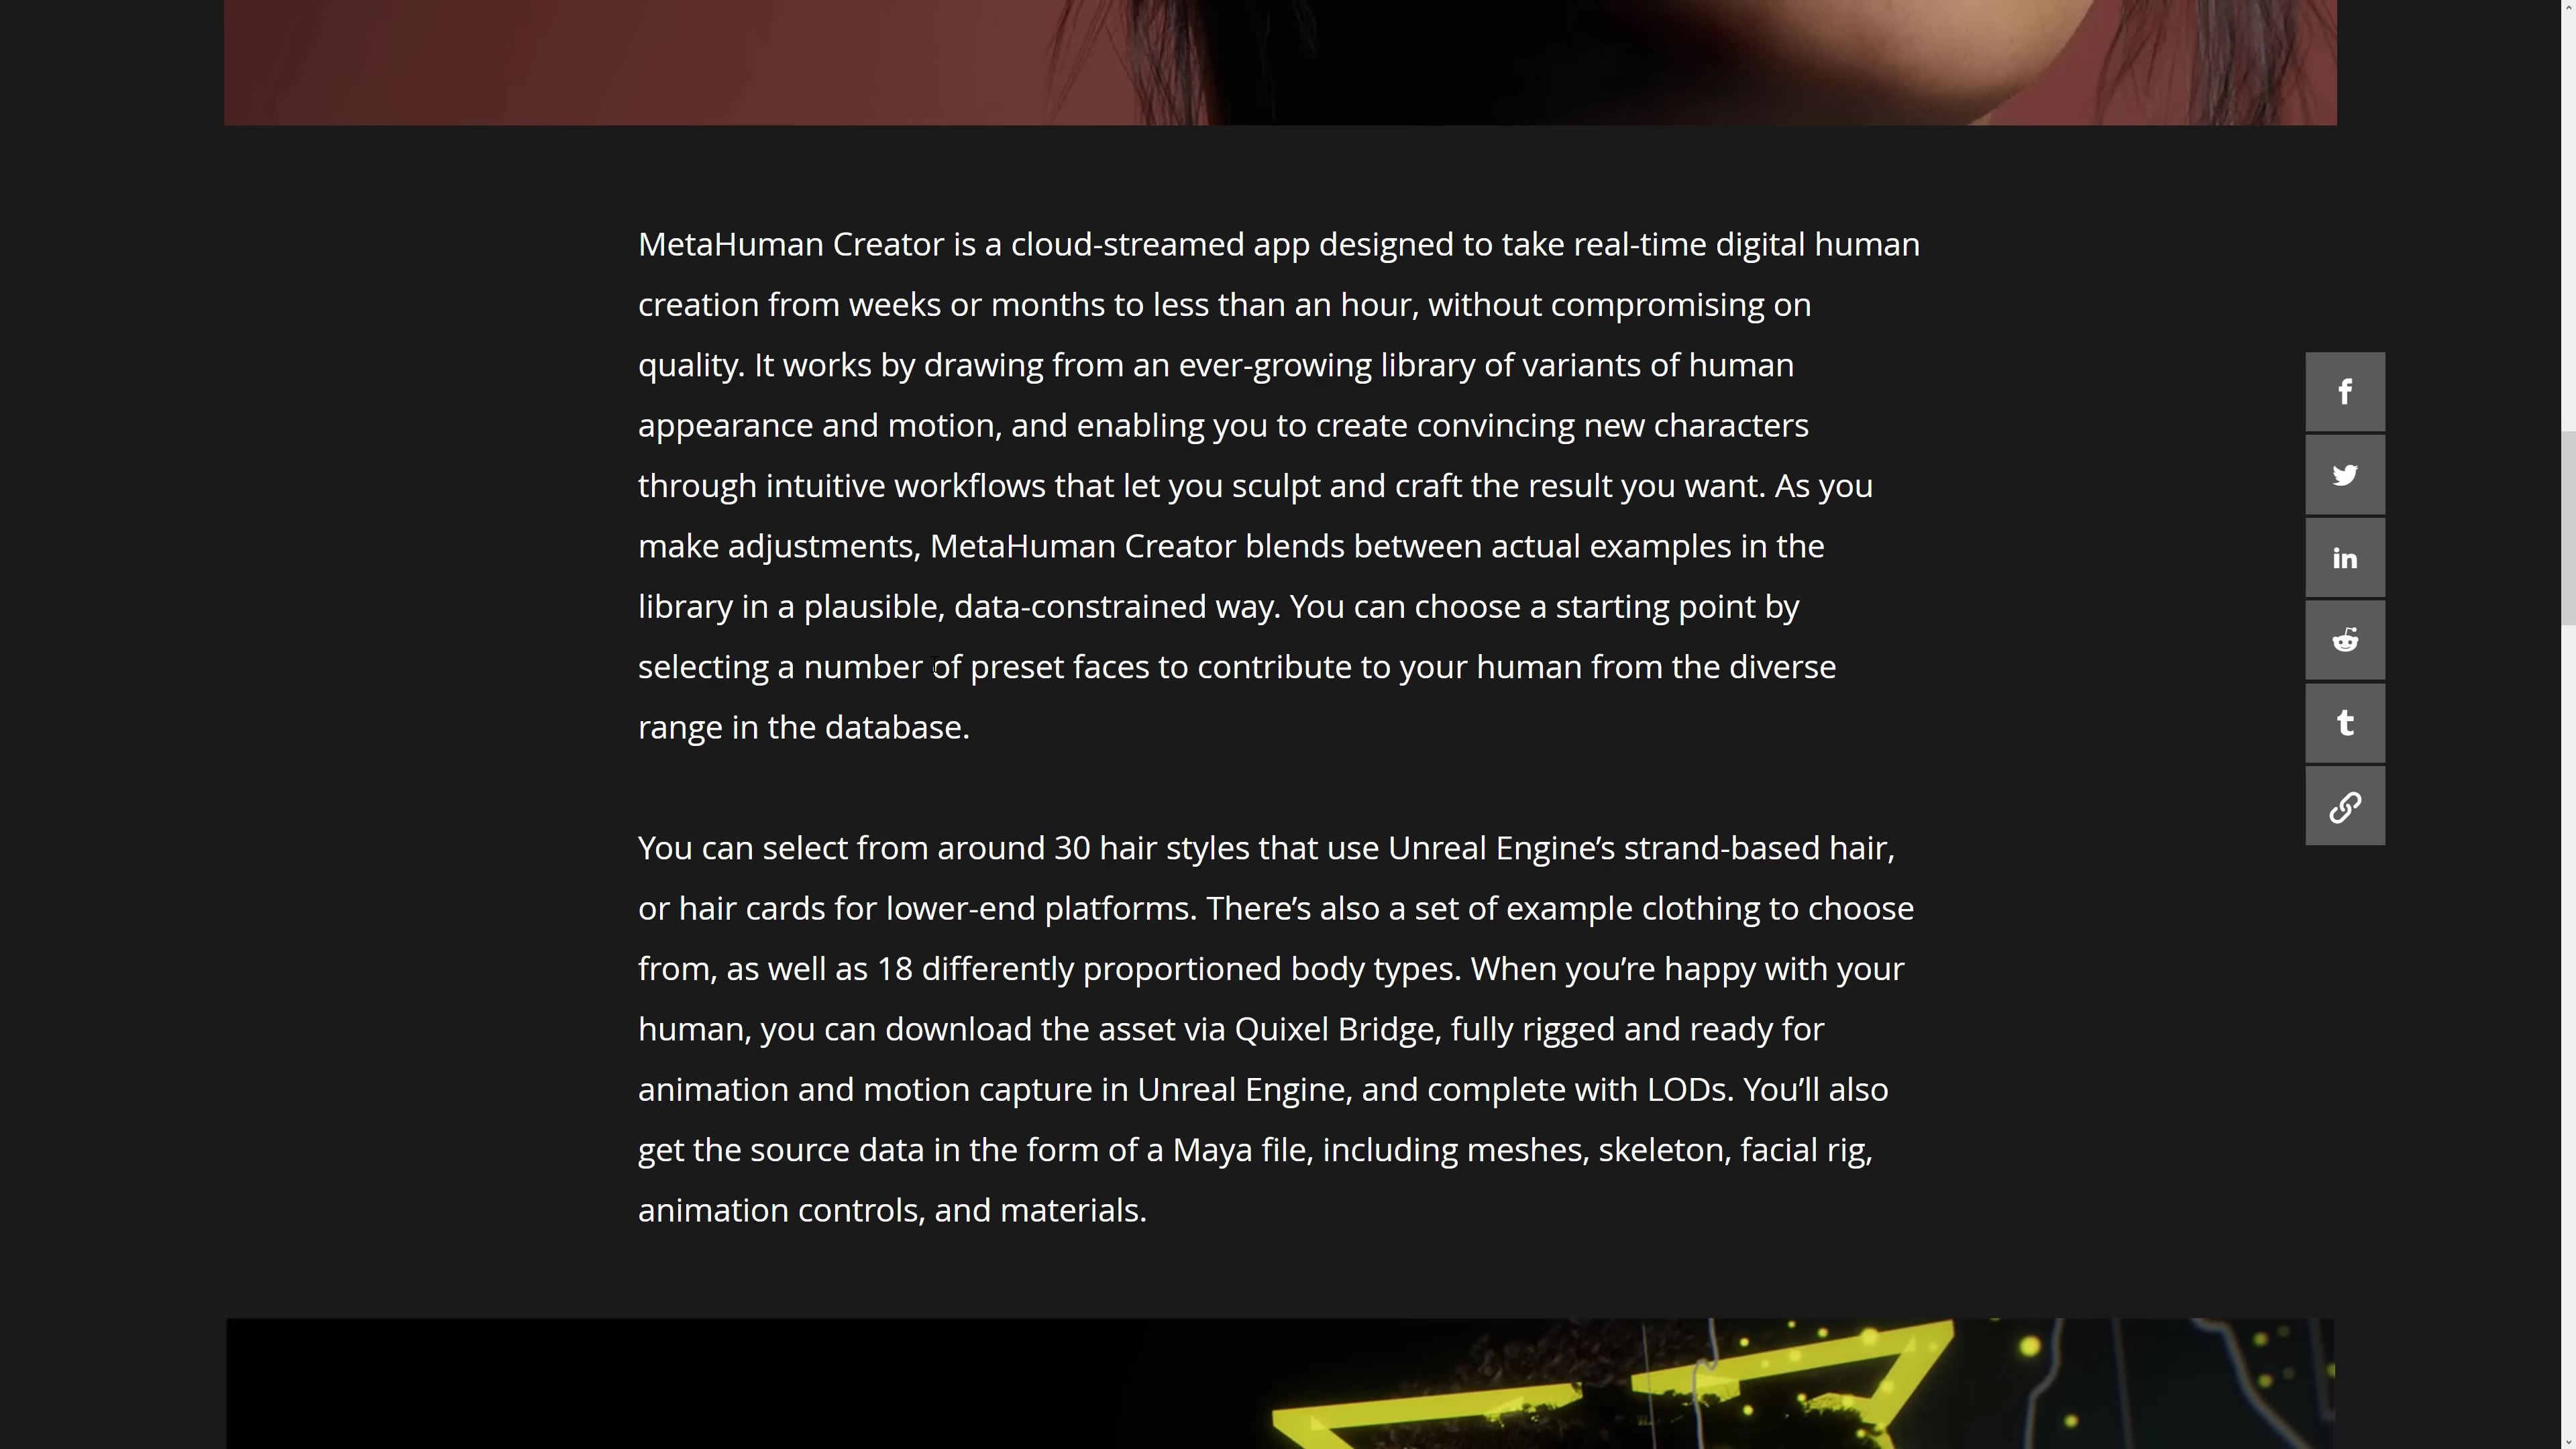 MetaHuman Creator is a cloud-streamed app designed to take real-time digital human
creation from weeks or months to less than an hour, without compromising on
quality. It works by drawing from an ever-growing library of variants of human
appearance and motion, and enabling you to create convincing new characters
through intuitive workflows that let you sculpt and craft the result you want. As you
make adjustments, MetaHuman Creator blends between actual examples in the
library in a plausible, data-constrained way. You can choose a starting point by
selecting a number of preset faces to contribute to your human from the diverse
range in the database.
You can select from around 30 hair styles that use Unreal Engine’s strand-based hair,
or hair cards for lower-end platforms. There’s also a set of example clothing to choose
from, as well as 18 differently proportioned body types. When you’re happy with your
human, you can download the asset via Quixel Bridge, fully rigged and ready for
animation and motion capture in Unreal Engine, and complete with LODs. You’ll also
get the source data in the form of a Maya file, including meshes, skeleton, facial rig,
animation controls, and materials.